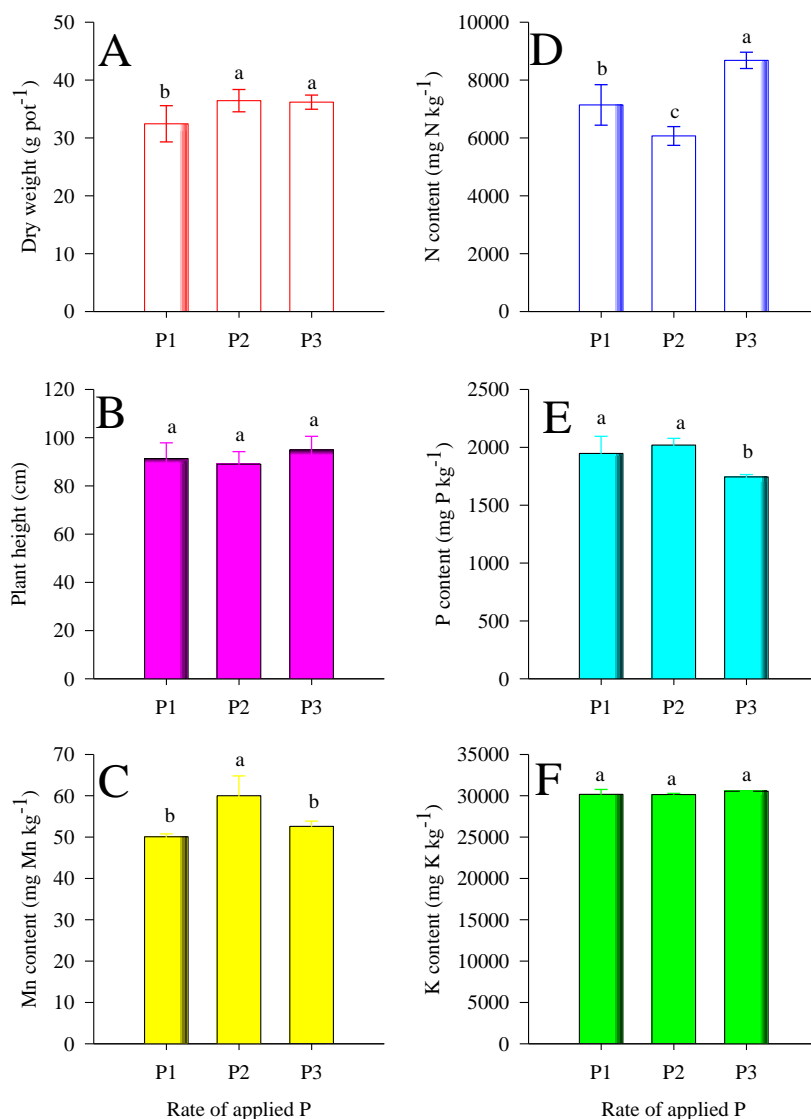 A
Dry weight (g pot-1)
50
40
30
20
10
0
b
a
a
P1
P2
P3
D
N content (mg N kg-1)
10000
8000
6000
4000
2000
0
b
c
a
P1
P2
P3
B
Plant height (cm)
120
100
80
60
40
20
0
a
a
a
P1
P2
P3
E
P content (mg P kg-1)
2500
2000
1500
1000
500
0
a
a
b
P1
P2
P3
C
Mn content (mg Mn kg-1)
70
60
50
40
30
20
10
0
b
a
b
P1
P2
P3
Rate of applied P
F
K content (mg K kg-1)
35000
30000
25000
20000
15000
10000
5000
0
a
a
a
P1
P2
P3
Rate of applied P